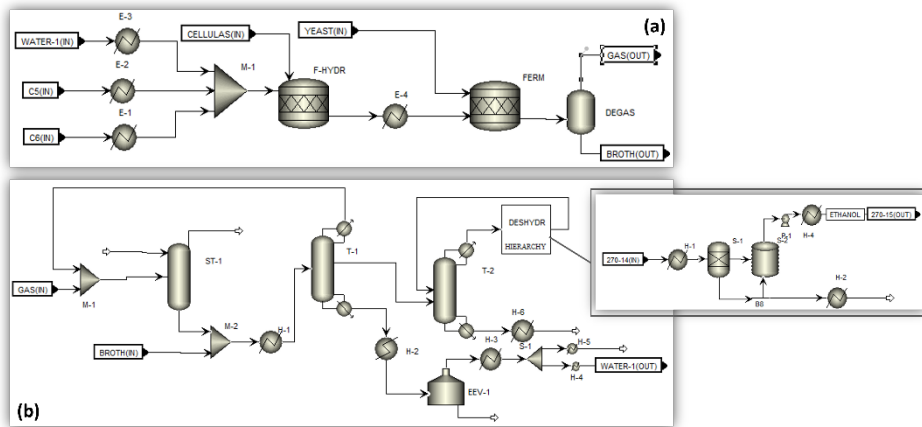 (a)
E-3
WATER-1(IN)
CELLULAS(IN)
YEAST(IN)
GAS(OUT)
E-2
M-1
F-HYDR
FERM
C5(IN)
E-4
DEGAS
E-1
C6(IN)
BROTH(OUT)
(b)
ST-1
T-1
DESHYDR
HIERARCHY
T-2
GAS(IN)
M-1
M-2
H-1
BROTH(IN)
H-2
H-6
H-3
S-1
H-5
H-4
WATER-1(OUT)
EEV-1
270-14(IN)
H-1
S-1
S-2
H-4
ETHANOL
270-15(OUT)
B8
H-2